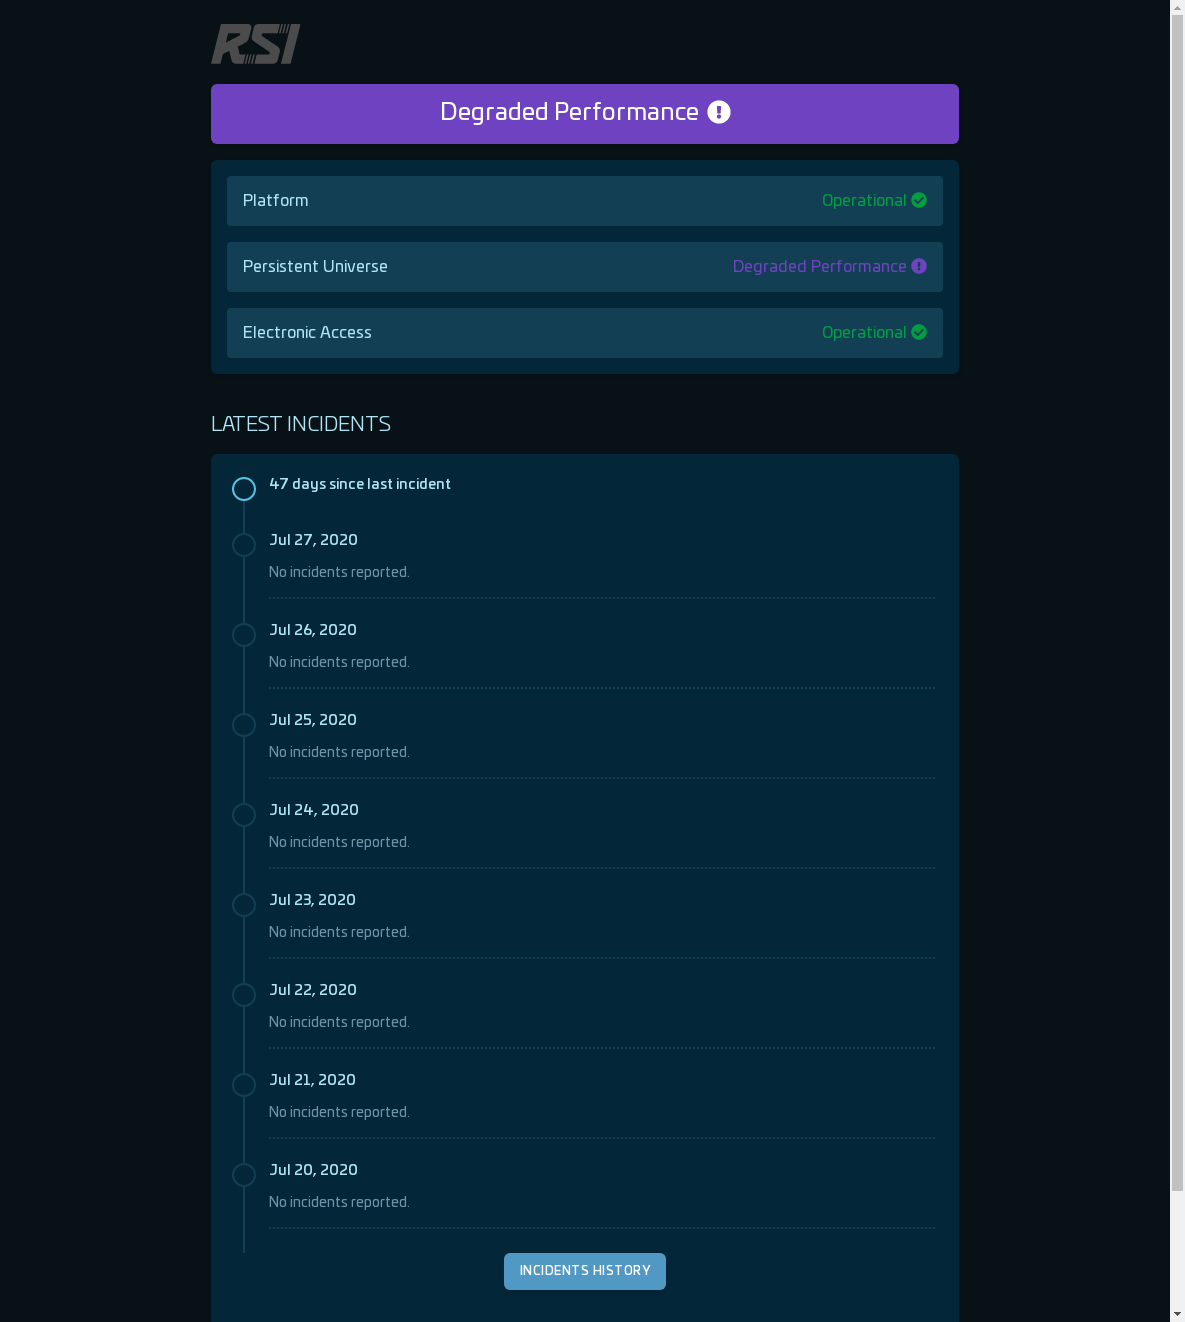 RSI
Degraded Performance
Platform Operational
Persistent Universe Degraded Performance
Electronic Access Operational
LATEST INCIDENTS
47 days since last incident
Jul 27, 2020
No incidents reported.
Jul 26, 2020
No incidents reported.
Jul 25, 2020
No incidents reported.
Jul 24, 2020
No incidents reported.
Jul 23, 2020
No incidents reported.
Jul 22, 2020
No incidents reported.
Jul 21, 2020
No incidents reported.
Jul 20, 2020
No incidents reported.
INCIDENTS HISTORY